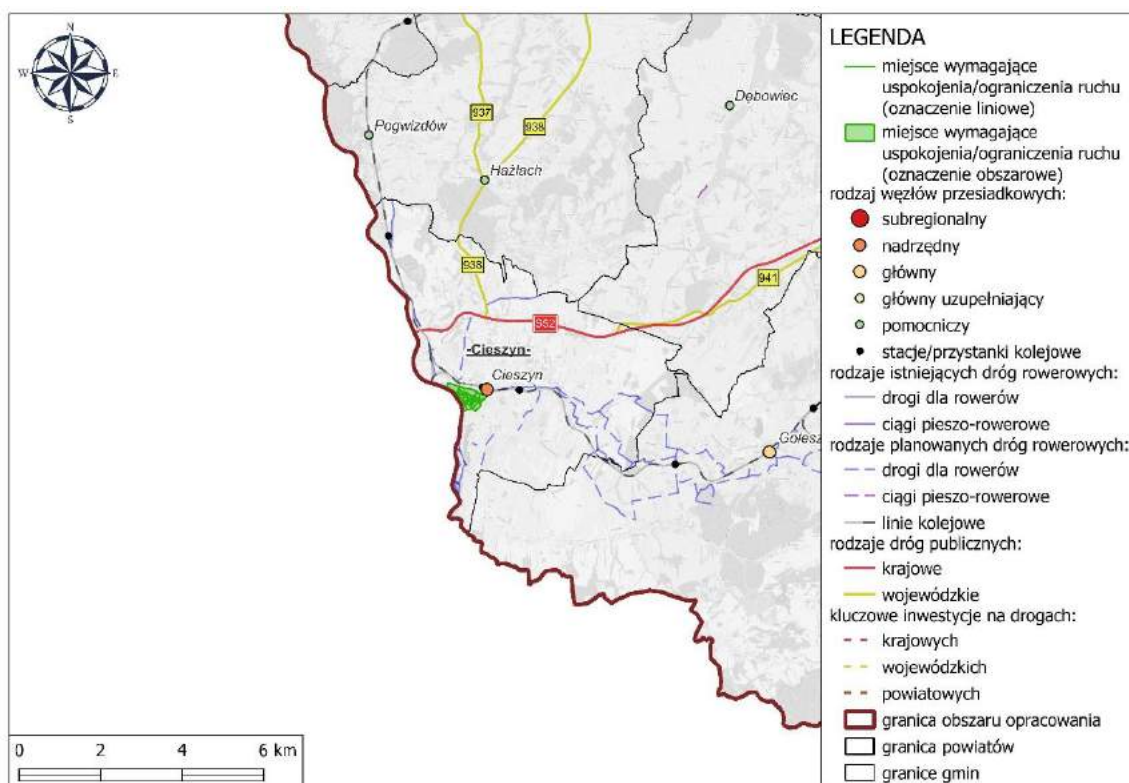 N
W
E
S
937
938
Pogwizdów
Hażlach
Dębowiec
938
941
952
-Cieszyn-
Cieszyn
Golesz
0 2 4 6 km
LEGENDA
miejsce wymagające
uspokojenia/ograniczenia ruchu
(oznaczenie liniowe)
miejsce wymagające
uspokojenia/ograniczenia ruchu
(oznaczenie obszarowe)
rodzaj węzłów przesiadkowych:
subregionalny
nadrzędny
główny
główny uzupełniający
pomocniczy
stacje/przystanki kolejowe
rodzaje istniejących dróg rowerowych:
drogi dla rowerów
ciągi pieszo-rowerowe
rodzaje planowanych dróg rowerowych:
drogi dla rowerów
ciągi pieszo-rowerowe
linie kolejowe
rodzaje dróg publicznych:
krajowe
wojewódzkie
kluczowe inwestycje na drogach:
krajowych
wojewódzkich
powiatowych
granica obszaru opracowania
granica powiatów
granice gmin